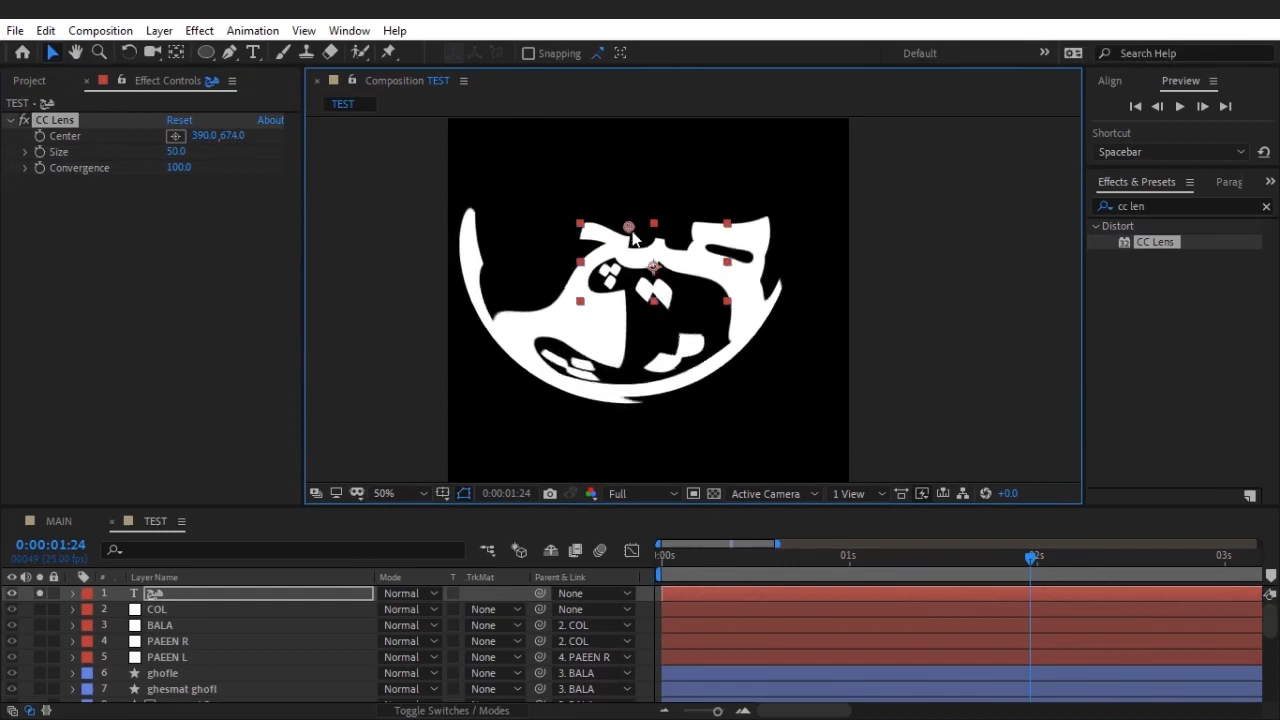 File Edit Composition Layer Effect Animation View Window Help
Snapping Default Search Help
Project Effect Controls هیچ Composition TEST Align Preview
TEST • هیچ TEST
fx CC Lens Reset About
Center 390.0,674.0
Size 50.0
Convergence 100.0
Shortcut
Spacebar
Effects & Presets Parag
cc len
Distort
CC Lens
هیچ
50% 0:00:01:24 Full Active Camera 1 View +0.0
MAIN TEST
0:00:01:24
00049 (25.00 fps)
:00s 01s 02s 03s
# Layer Name Mode T .TrkMat Parent & Link
1 T هیچ Normal None
2 COL Normal None None
3 BALA Normal None 2. COL
4 PAEEN R Normal None 2. COL
5 PAEEN L Normal None 4. PAEEN R
6 ghofle Normal None 3. BALA
7 ghesmat ghofl Normal None 3. BALA
Toggle Switches / Modes